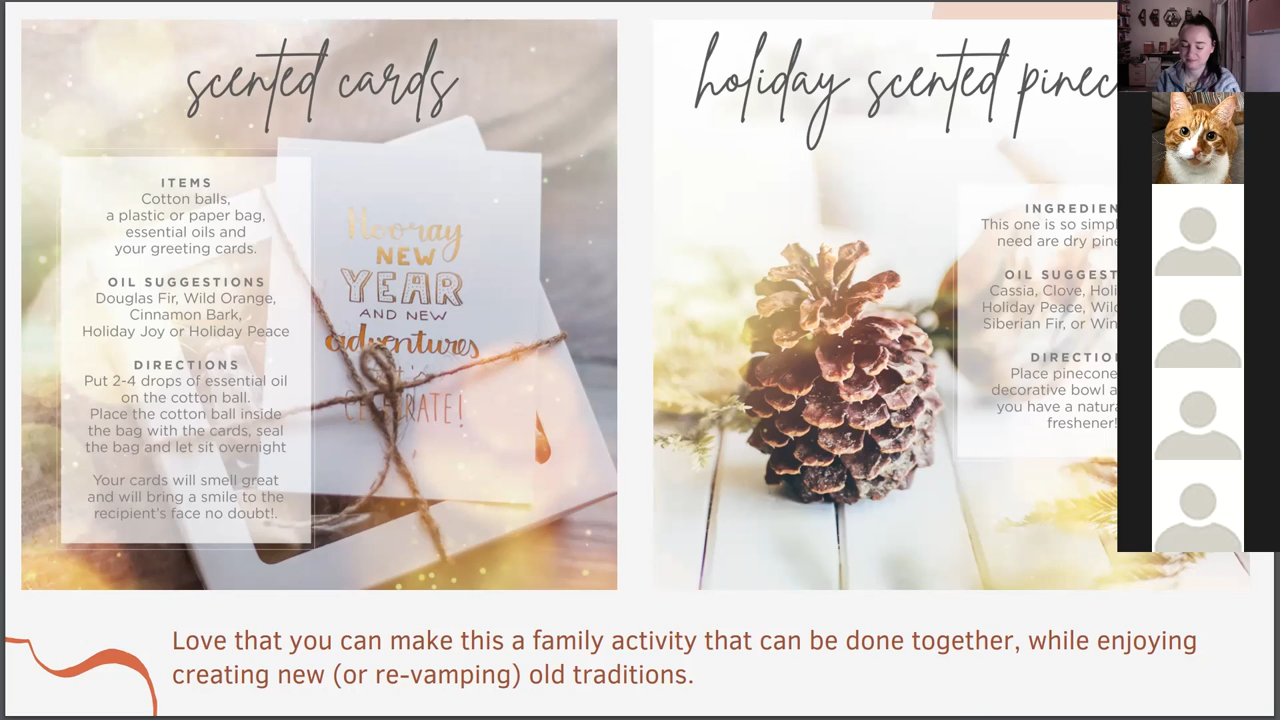 scented cards
ITEMS
Cotton balls,
a plastic or paper bag,
essential oils and
your greeting cards.
OIL SUGGESTIONS
Douglas Fir, Wild Orange,
Cinnamon Bark,
Holiday Joy or Holiday Peace
DIRECTIONS
Put 2-4 drops of essential oil
on the cotton ball.
Place the cotton ball inside
the bag with the cards, seal
the bag and let sit overnight
Your cards will smell great
and will bring a smile to the
recipient's face no doubt!.
Hooray
NEW
YEAR
AND NEW
adventures
holiday scented pinec
INGREDIEN
This one is so simpl
need are dry pine
OIL SUGGEST
Cassia, Clove, Holi
Holiday Peace, Wild
Siberian Fir, or Win
DIRECTIO
Place pinecone
decorative bowl a
you have a natura
freshener!
Love that you can make this a family activity that can be done together, while enjoying
creating new (or re-vamping) old traditions.